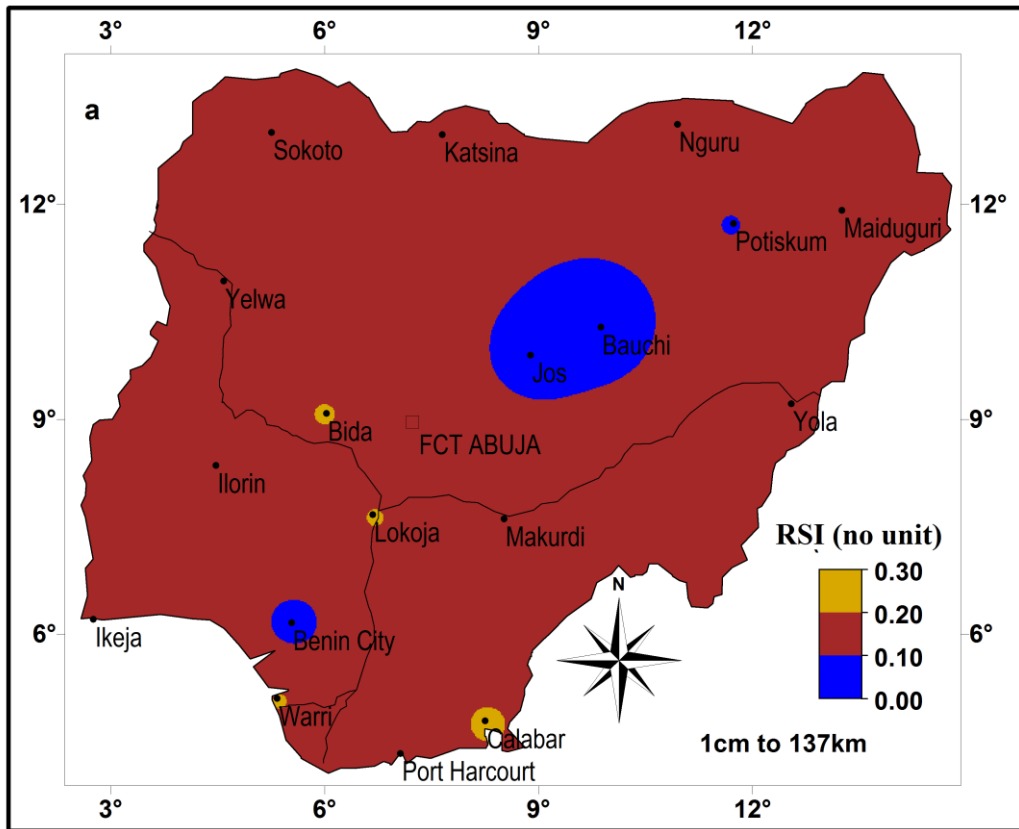 3° 6° 9° 12°
a
Sokoto
Katsina
Nguru
12° 12°
Potiskum
Maiduguri
Yelwa
Bauchi
Jos
9° 9°
Bida
FCT ABUJA
Yola
Ilorin
Lokoja
Makurdi
RSI (no unit)
0.30
0.20
0.10
0.00
N
6° 6°
Ikeja
Benin City
Warri
Calabar
Port Harcourt
1cm to 137km
3° 6° 9° 12°